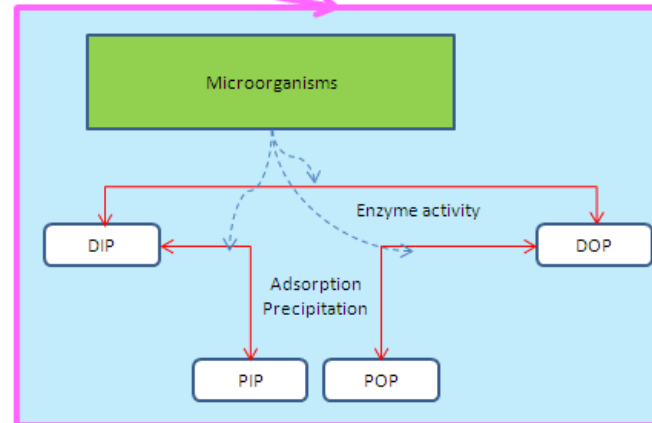 Microorganisms
Enzyme activity
DIP
DOP
Adsorption
Precipitation
PIP
POP